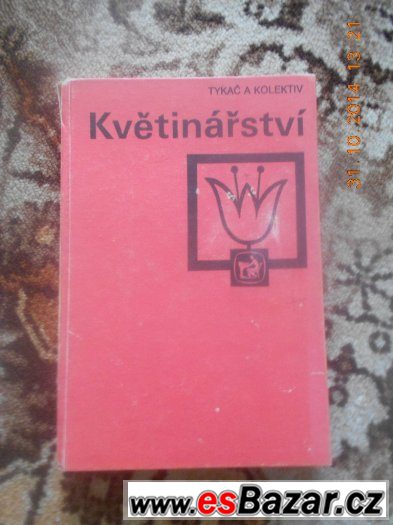 TYKAČ A KOLEKTIV
Květinářství
31.10.2014 13:21
www.esBazar.cz